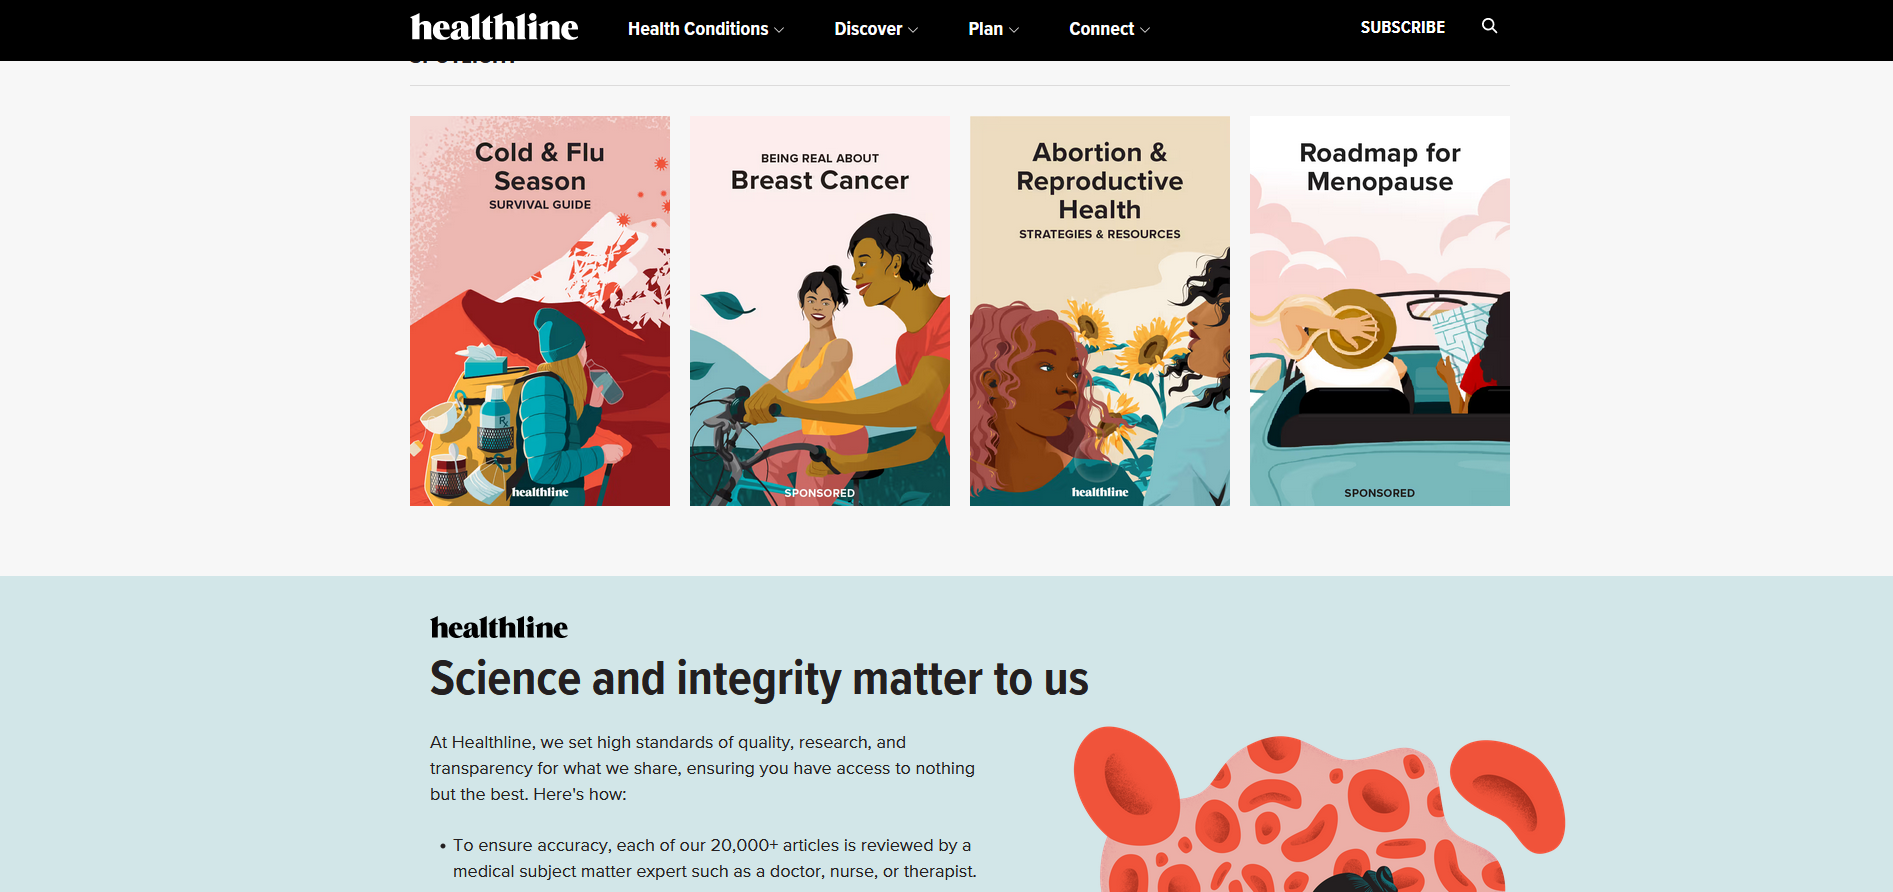 healthline
Health Conditions
Discover
Plan
Connect
SUBSCRIBE
SPOTLIGHT
Cold & Flu
Season
SURVIVAL GUIDE
Rx
healthline
BEING REAL ABOUT
Breast Cancer
SPONSORED
Abortion &
Reproductive
Health
STRATEGIES & RESOURCES
healthline
Roadmap for
Menopause
SPONSORED
healthline
Science and integrity matter to us
At Healthline, we set high standards of quality, research, and
transparency for what we share, ensuring you have access to nothing
but the best. Here's how:
• To ensure accuracy, each of our 20,000+ articles is reviewed by a
medical subject matter expert such as a doctor, nurse, or therapist.